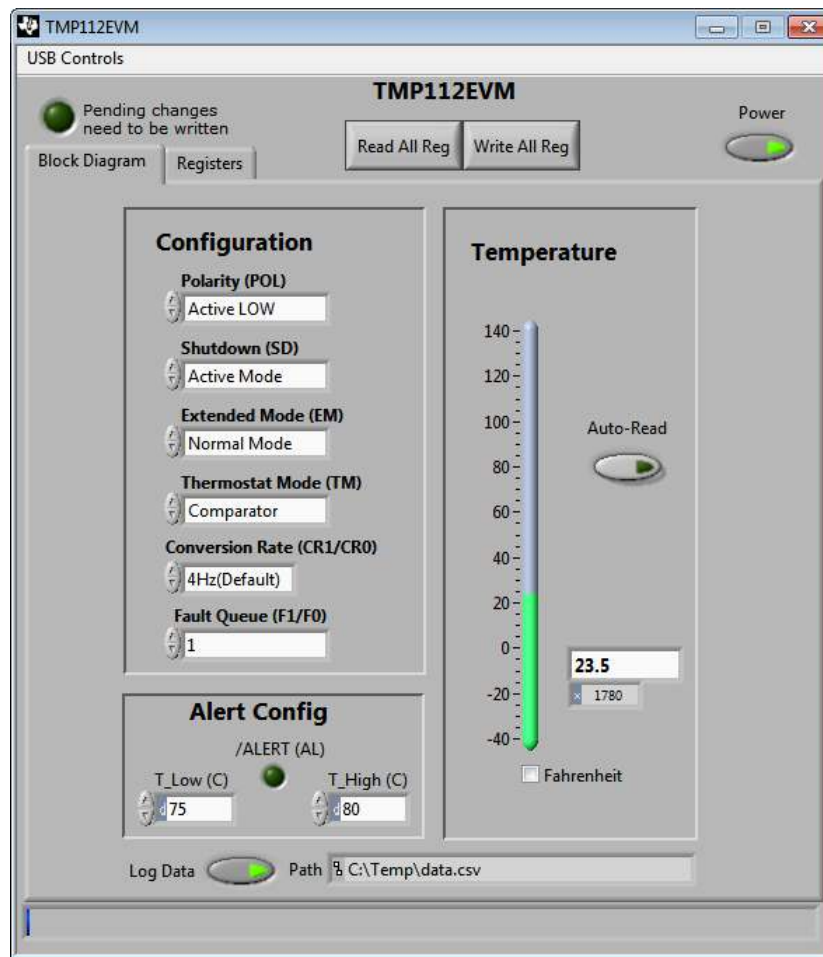 TMP112EVM
USB Controls
TMP112EVM
Pending changes
need to be written
Read All Reg
Write All Reg
Power
Block Diagram
Registers
Configuration
Polarity (POL)
Active LOW
Shutdown (SD)
Active Mode
Extended Mode (EM)
Normal Mode
Thermostat Mode (TM)
Comparator
Conversion Rate (CR1/CR0)
4Hz(Default)
Fault Queue (F1/F0)
1
Temperature
140
120
100
80
60
40
20
0
-20
-40
Auto-Read
23.5
x 1780
Fahrenheit
Alert Config
/ALERT (AL)
T_Low (C)
T_High (C)
d 75
d 80
Log Data
Path
C:\Temp\data.csv